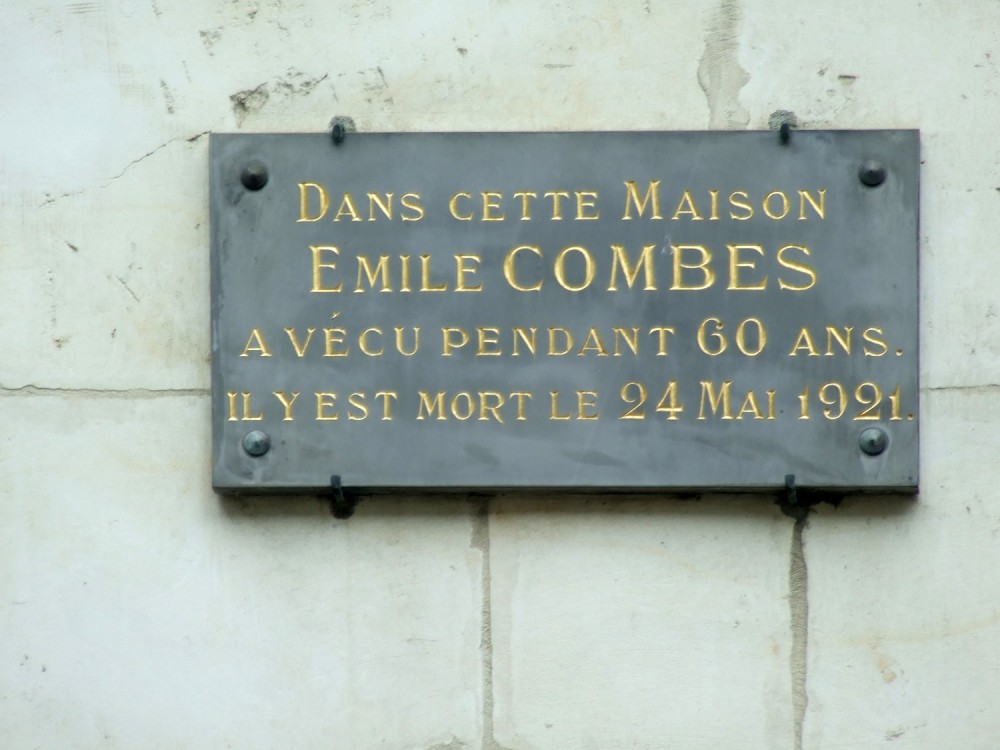 Dans cette Maison
Emile COMBES
a vécu pendant 60 ans.
il y est mort le 24 Mai 1921.